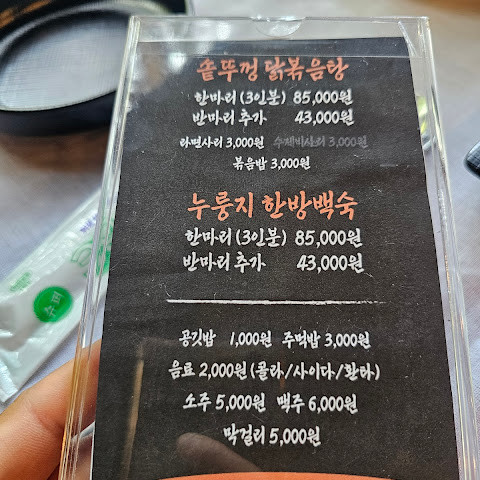 솥뚜껑 닭볶음탕
한마리 (3인분) 85,000원
반마리 추가 43,000원
라면사리 3,000원 수제비사리 3,000원
볶음밥 3,000원
누룽지 한방백숙
한마리 (3인분) 85,000원
반마리 추가 43,000원
공깃밥 1,000원 주먹밥 3,000원
음료 2,000원 (콜라/사이다/환타)
소주 5,000원 맥주 6,000원
막걸리 5,000원
수퍼